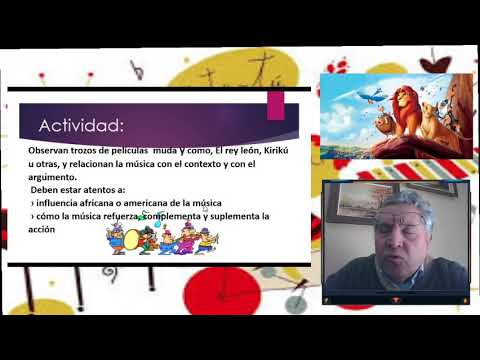 Actividad:
Observan trozos de películas muda y como, El rey león, Kirikú
u otras, y relacionan la música con el contexto y con el
argumento.
Deben estar atentos a:
› influencia africana o americana de la música
› cómo la música refuerza, complementa y suplementa la
acción